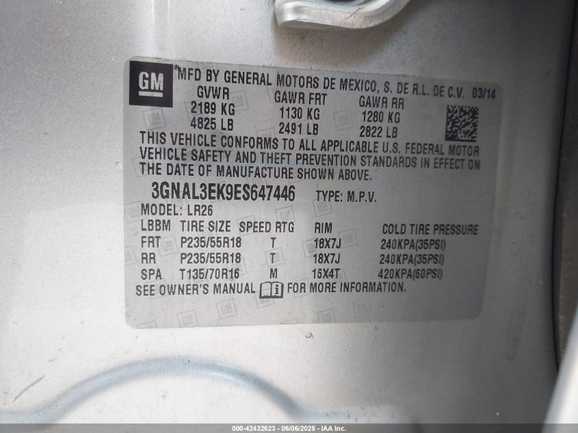 GM
*MFD BY GENERAL MOTORS DE MEXICO, S. DE R.L. DE C.V. 03/14
GVWR GAWR FRT GAWR RR
2189 KG 1130 KG 1280 KG
4825 LB 2491 LB 2822 LB
THIS VEHICLE CONFORMS TO ALL APPLICABLE U.S. FEDERAL MOTOR
VEHICLE SAFETY AND THEFT PREVENTION STANDARDS IN EFFECT ON
THE DATE OF MANUFACTURE SHOWN ABOVE.
3GNAL3EK9ES647446 TYPE: M.P.V.
MODEL: LR26
LBBM TIRE SIZE SPEED RTG RIM COLD TIRE PRESSURE
FRT P235/55R18 T 18X7J 240KPA(35PSI)
RR P235/55R18 T 18X7J 240KPA(35PSI)
SPA T135/70R16 M 16X4T 420KPA(60PSI)
SEE OWNER'S MANUAL FOR MORE INFORMATION.
000-42432623 - 06/06/2025 - IAA Inc.